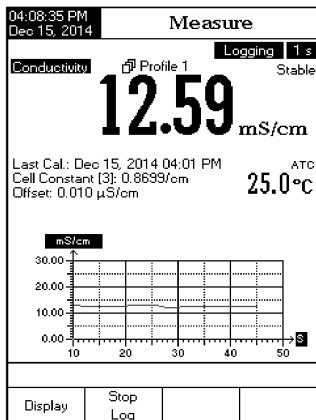 04:08:35 PM
Dec 15, 2014
Measure
Logging 1 s
Conductivity Profile 1 Stable
12.59 mS/cm
Last Cal.: Dec 15, 2014 04:01 PM
Cell Constant [3]: 0.8699/cm
Offset: 0.010 µS/cm
ATC
25.0°C
mS/cm
30.00
20.00
10.00
0.00
10 20 30 40 50
S
Display
Stop
Log